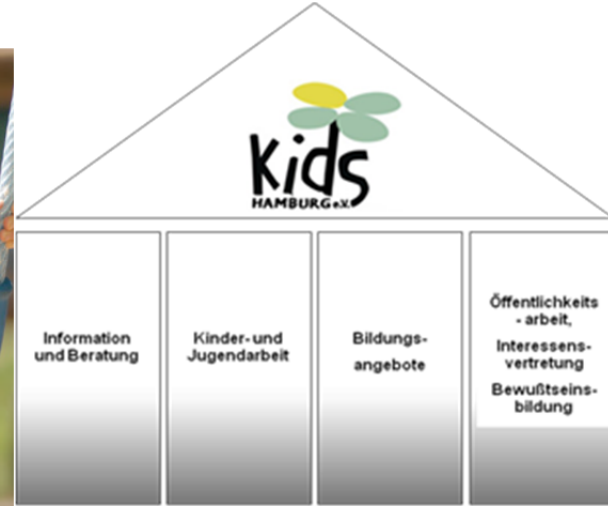 kids
HAMBURG e.V.
Information
und Beratung
Kinder- und
Jugendarbeit
Bildungs-
angebote
Öffentlichkeits
- arbeit,
Interessens-
vertretung
Bewußtseins-
bildung